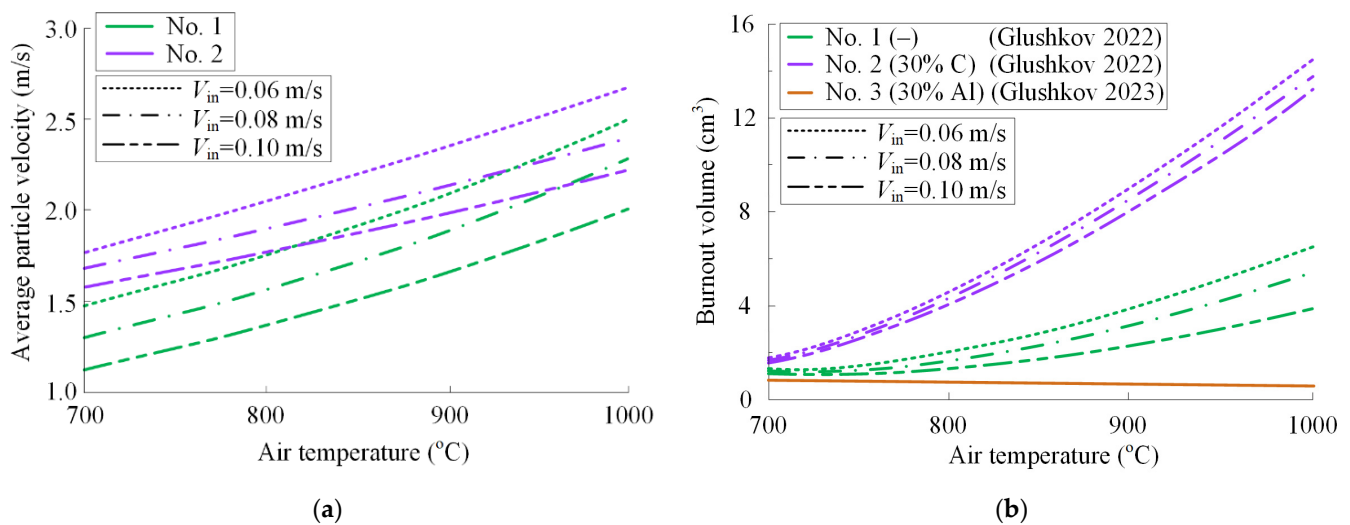 3.0
2.5
2.0
1.5
1.0
Average particle velocity (m/s)
No. 1
No. 2
Vin=0.06 m/s
Vin=0.08 m/s
Vin=0.10 m/s
700
800
900
1000
Air temperature (oC)
(a)
16
12
8
4
0
Burnout volume (cm3)
No. 1 (–) (Glushkov 2022)
No. 2 (30% C) (Glushkov 2022)
No. 3 (30% Al) (Glushkov 2023)
Vin=0.06 m/s
Vin=0.08 m/s
Vin=0.10 m/s
700
800
900
1000
Air temperature (oC)
(b)